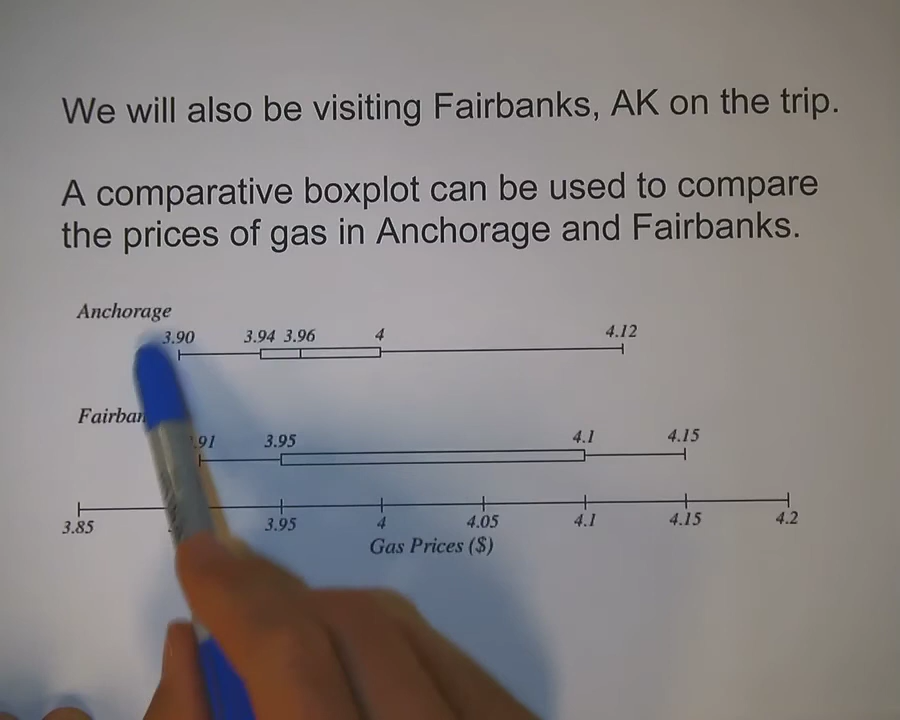 We will also be visiting Fairbanks, AK on the trip.
A comparative boxplot can be used to compare
the prices of gas in Anchorage and Fairbanks.
Anchorage
3.90 3.94 3.96 4 4.12
3.95 4.1 4.15
3.85 3.95 4 4.05 4.1 4.15 4.2
Gas Prices ($)